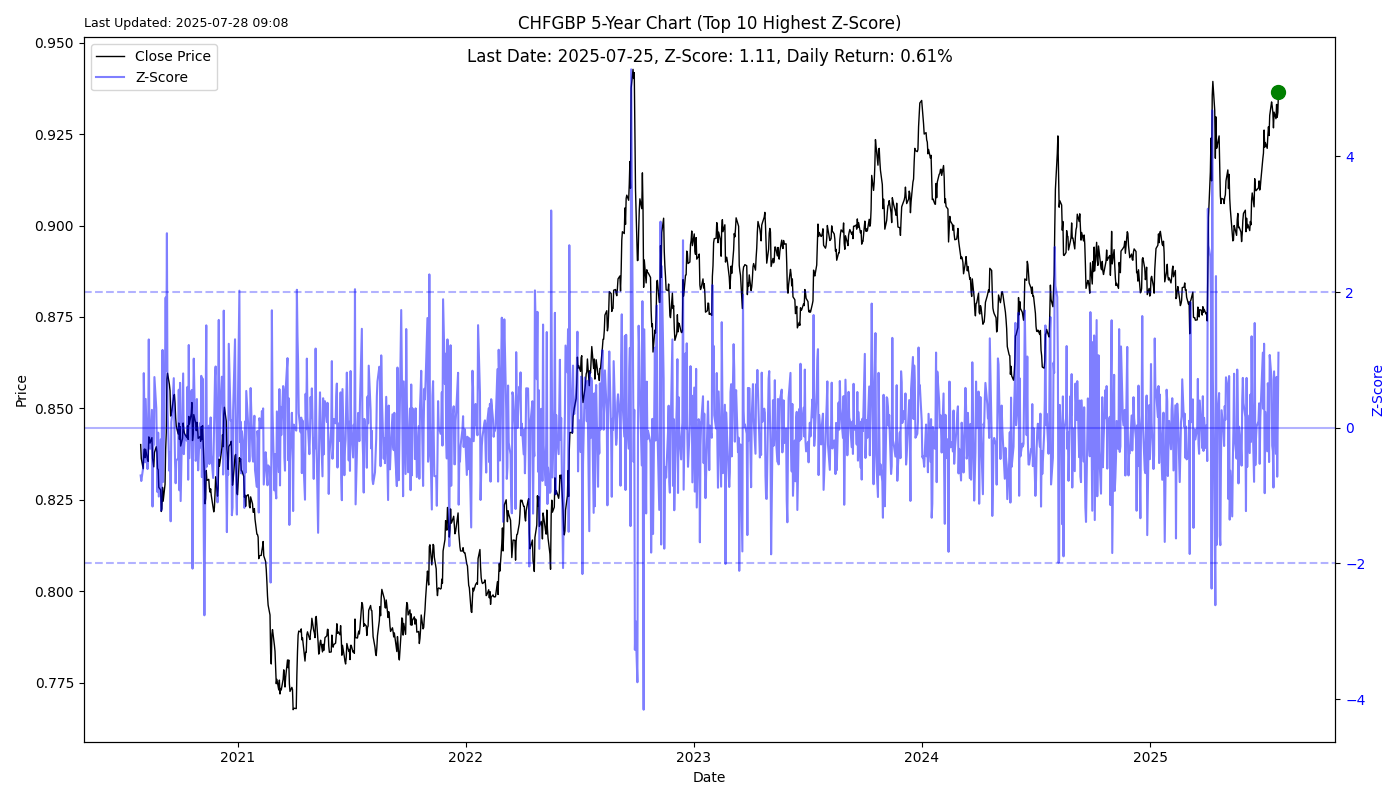 Last Updated: 2025-07-28 09:08
CHFGBP 5-Year Chart (Top 10 Highest Z-Score)
Last Date: 2025-07-25, Z-Score: 1.11, Daily Return: 0.61%
Close Price
Z-Score
0.950
0.925
0.900
0.875
0.850
0.825
0.800
0.775
Price
4
2
0
−2
−4
Z-Score
2021
2022
2023
2024
2025
Date